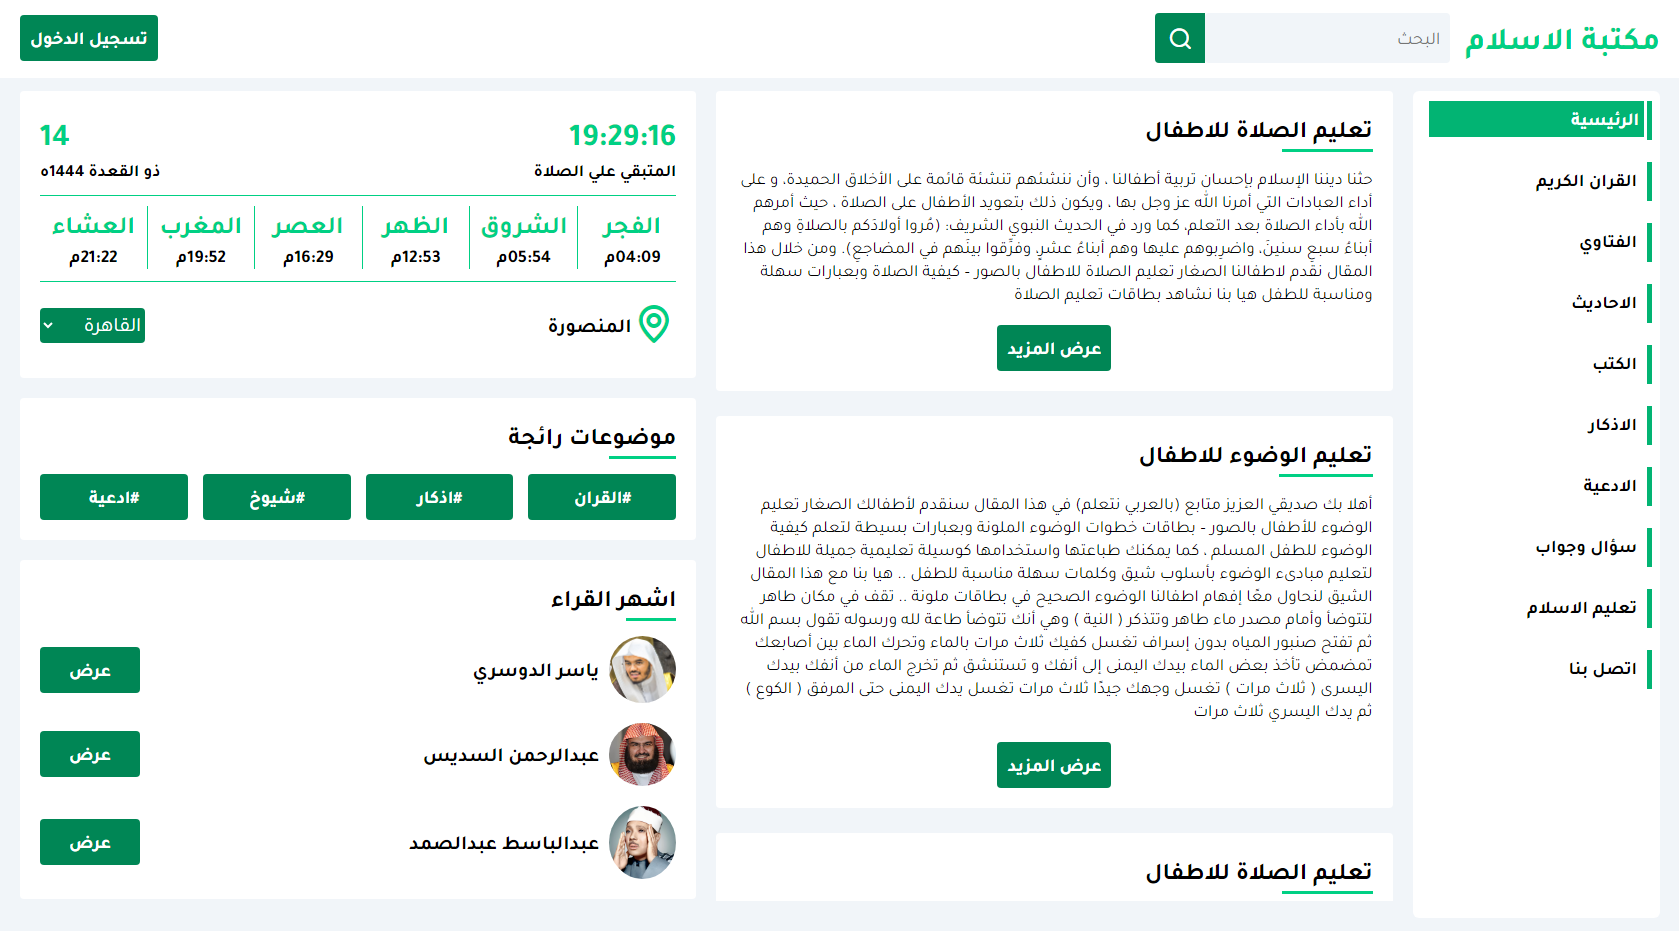 مكتبة الاسلام
البحث
تسجيل الدخول
الرئيسية
القران الكريم
الفتاوي
الاحاديث
الكتب
الاذكار
الادعية
سؤال وجواب
تعليم الاسلام
اتصل بنا
تعليم الصلاة للاطفال
حثنا ديننا الإسلام بإحسان تربية أطفالنا ، وأن ننشئهم تنشئة قائمة على الأخلاق الحميدة، و على
أداء العبادات التي أمرنا الله عز وجل بها ، ويكون ذلك بتعويد الأطفال على الصلاة ، حيث أمرهم
الله بأداء الصلاة بعد التعلم، كما ورد في الحديث النبوي الشريف: (مُروا أولادَكم بالصلاةِ وهم
أبناءُ سبعِ سنينَ، واضرِبوهم عليها وهم أبناءُ عشرٍ، وفرِّقوا بينَهم في المضاجعِ). ومن خلال هذا
المقال نقدم لاطفالنا الصغار تعليم الصلاة للاطفال بالصور - كيفية الصلاة وبعبارات سهلة
ومناسبة للطفل هيا بنا نشاهد بطاقات تعليم الصلاة
عرض المزيد
تعليم الوضوء للاطفال
أهلا بك صديقي العزيز متابع (بالعربي نتعلم) في هذا المقال سنقدم لأطفالك الصغار تعليم
الوضوء للأطفال بالصور - بطاقات خطوات الوضوء الملونة وبعبارات بسيطة لتعلم كيفية
الوضوء للطفل المسلم ، كما يمكنك طباعتها واستخدامها كوسيلة تعليمية جميلة للاطفال
لتعليم مبادىء الوضوء بأسلوب شيق وكلمات سهلة مناسبة للطفل .. هيا بنا مع هذا المقال
الشيق لنحاول معًا إفهام اطفالنا الوضوء الصحيح في بطاقات ملونة .. تقف في مكان طاهر
لتتوضأ وأمام مصدر ماء طاهر وتتذكر ( النية ) وهي أنك تتوضأ طاعة لله ورسوله تقول بسم الله
ثم تفتح صنبور المياه بدون إسراف تغسل كفيك ثلاث مرات بالماء وتحرك الماء بين أصابعك
تمضمض تأخذ بعض الماء بيدك اليمنى إلى أنفك و تستنشق ثم تخرج الماء من أنفك بيدك
اليسرى ( ثلاث مرات ) تغسل وجهك جيدًا ثلاث مرات تغسل يدك اليمنى حتى المرفق ( الكوع )
ثم يدك اليسري ثلاث مرات
عرض المزيد
تعليم الصلاة للاطفال
19:29:16
المتبقي علي الصلاة
14
ذو القعدة 1444ه
الفجر
04:09م
الشروق
05:54م
الظهر
12:53م
العصر
16:29م
المغرب
19:52م
العشاء
21:22م
المنصورة
القاهرة
موضوعات رائجة
#القران
#اذكار
#شيوخ
#ادعية
اشهر القراء
ياسر الدوسري
عرض
عبدالرحمن السديس
عرض
عبدالباسط عبدالصمد
عرض